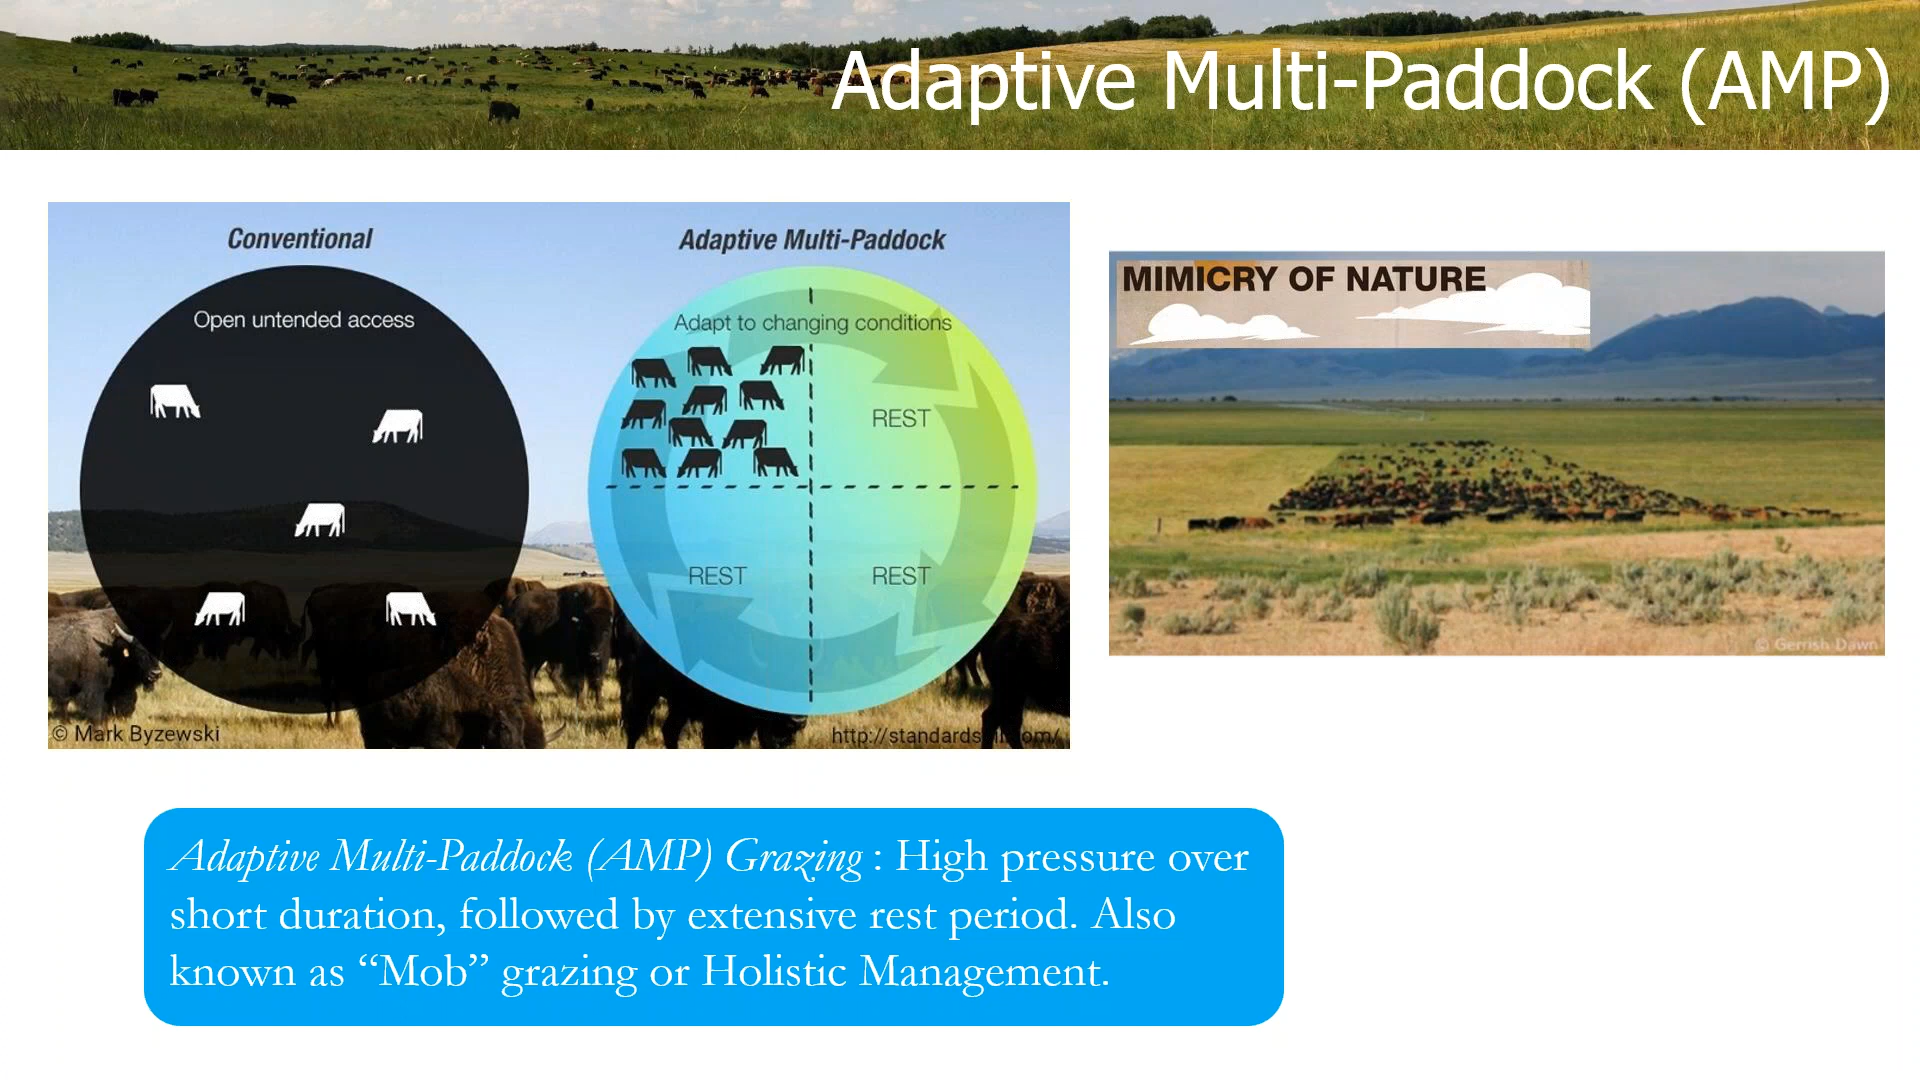 Adaptive Multi-Paddock (AMP)
Conventional
Open untended access
Adaptive Multi-Paddock
Adapt to changing conditions
REST
REST
REST
© Mark Byzewski
MIMICRY OF NATURE
© Gerrish Dawn
Adaptive Multi-Paddock (AMP) Grazing : High pressure over
short duration, followed by extensive rest period. Also
known as “Mob” grazing or Holistic Management.